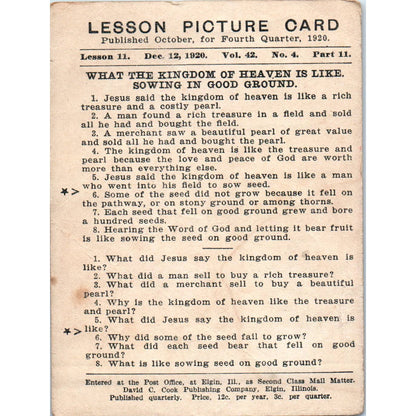 LESSON PICTURE CARD
Published October, for Fourth Quarter, 1920.
Lesson 11. Dec. 12, 1920. Vol. 42. No. 4. Part 11.
WHAT THE KINGDOM OF HEAVEN IS LIKE.
SOWING IN GOOD GROUND.
1. Jesus said the kingdom of heaven is like a rich
treasure and a costly pearl.
2. A man found a rich treasure in a field and sold
all he had and bought the field.
3. A merchant saw a beautiful pearl of great value
and sold all he had and bought the pearl.
4. The kingdom of heaven is like the treasure and
pearl because the love and peace of God are worth
more than everything else.
5. Jesus said the kingdom of heaven is like a man
who went into his field to sow seed.
★> 6. Some of the seed did not grow because it fell on
the pathway, or on stony ground or among thorns.
7. Each seed that fell on good ground grew and bore
a hundred seeds.
8. Hearing the Word of God and letting it bear fruit
is like sowing the seed on good ground.
1. What did Jesus say the kingdom of heaven is
like?
2. What did a man sell to buy a rich treasure?
3. What did a merchant sell to buy a beautiful
pearl?
4. Why is the kingdom of heaven like the treasure
and pearl?
5. What did Jesus say the kingdom of heaven is
★> like?
6. Why did some of the seed fail to grow?
7. What did each seed bear that fell on good
ground?
8. What is like sowing seed on good ground?
Entered at the Post Office, at Elgin, Ill., as Second Class Mail Matter.
David C. Cook Publishing Company, Elgin, Illinois.
Published quarterly. Price, 12c. per year, 3c. per quarter.